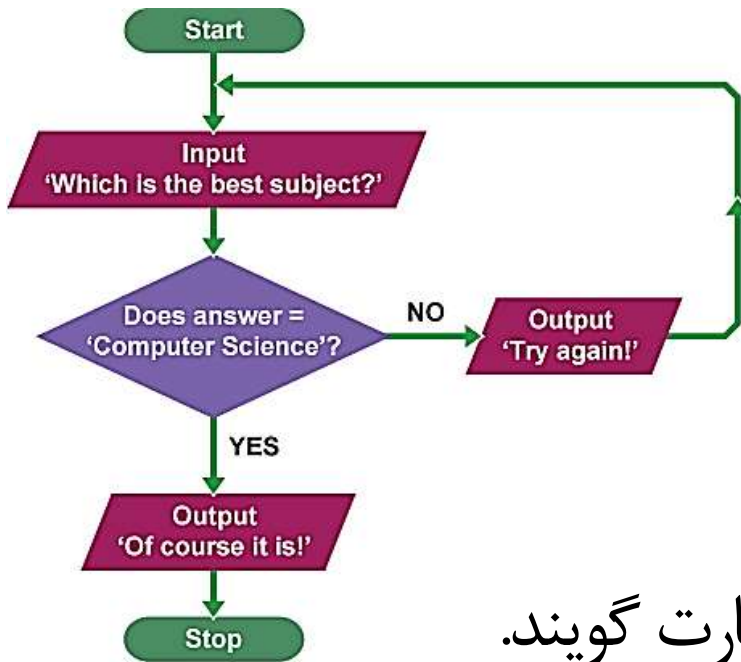 Start
Input
‘Which is the best subject?’
Does answer =
‘Computer Science’?
NO
Output
‘Try again!’
YES
Output
‘Of course it is!’
Stop
گویند.